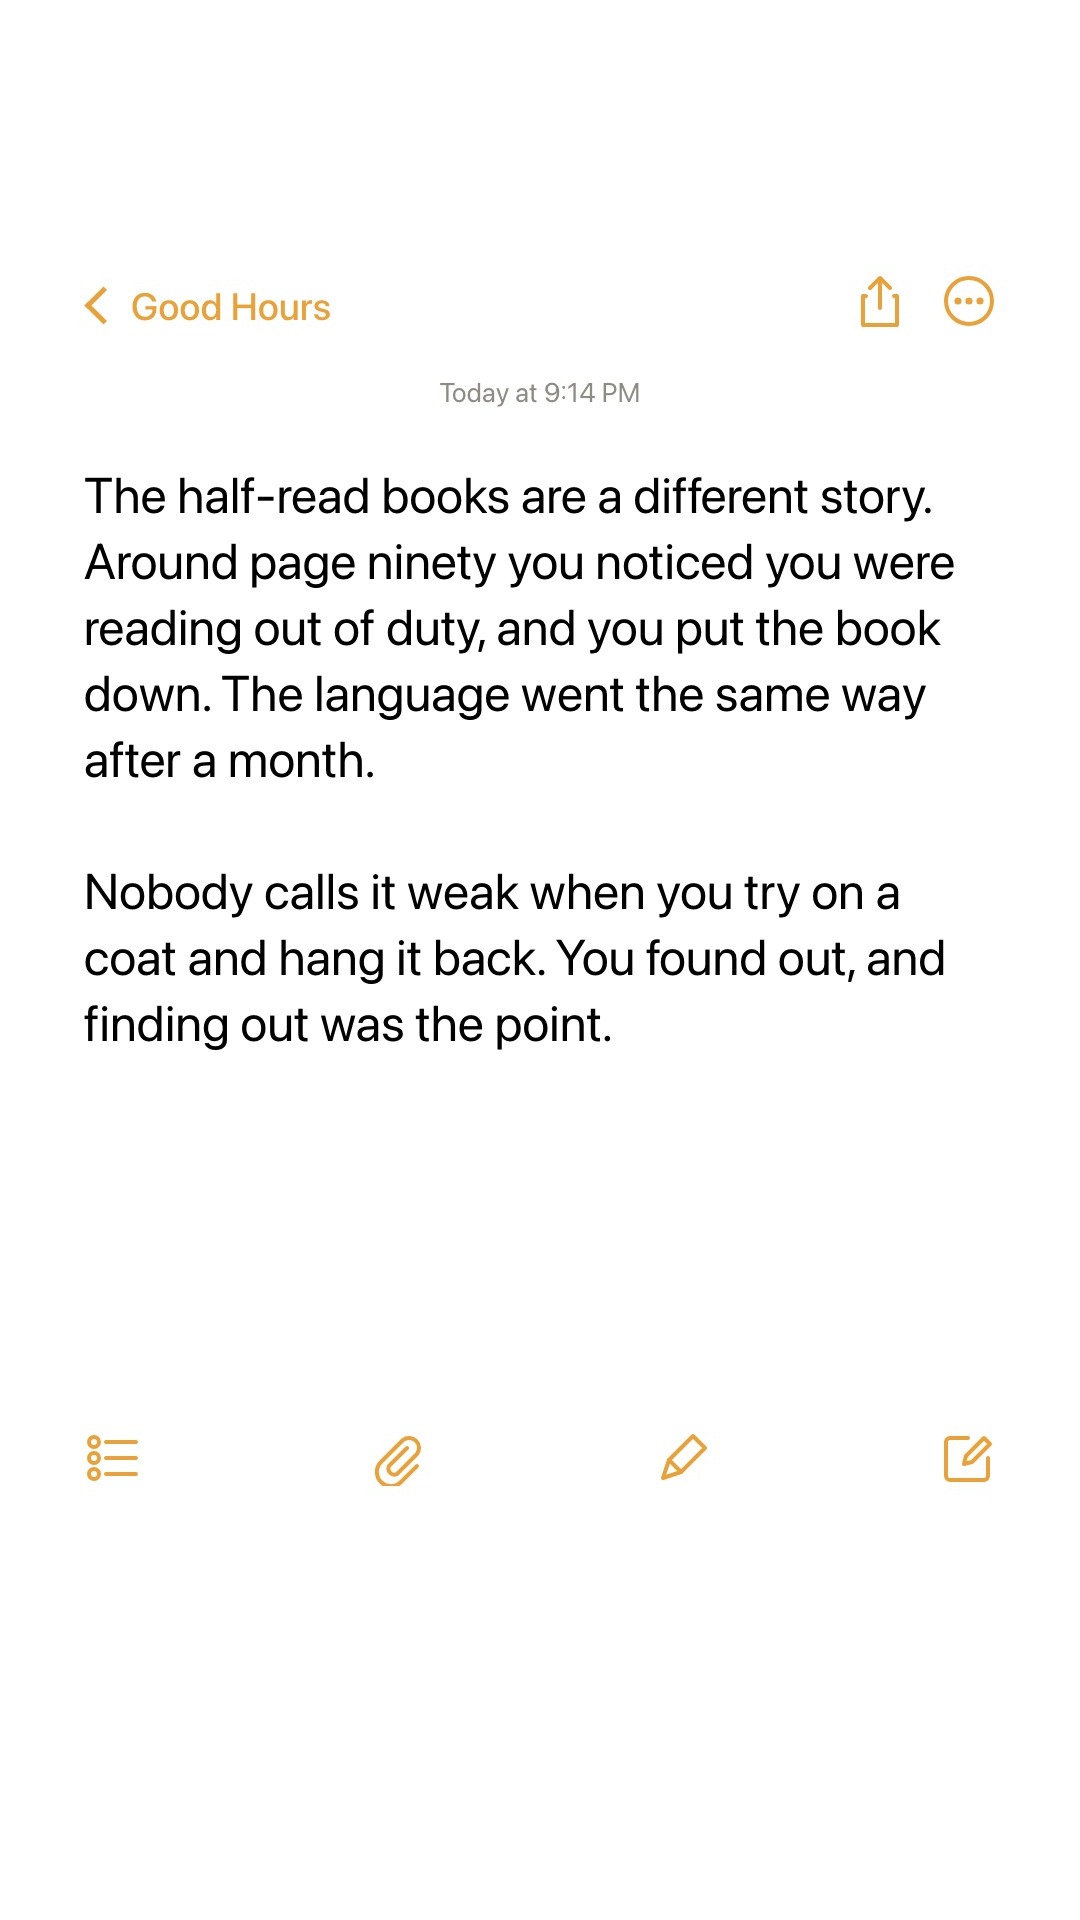 Good Hours
Today at 9:14 PM
The half-read books are a different story.
Around page ninety you noticed you were
reading out of duty, and you put the book
down. The language went the same way
after a month.
Nobody calls it weak when you try on a
coat and hang it back. You found out, and
finding out was the point.